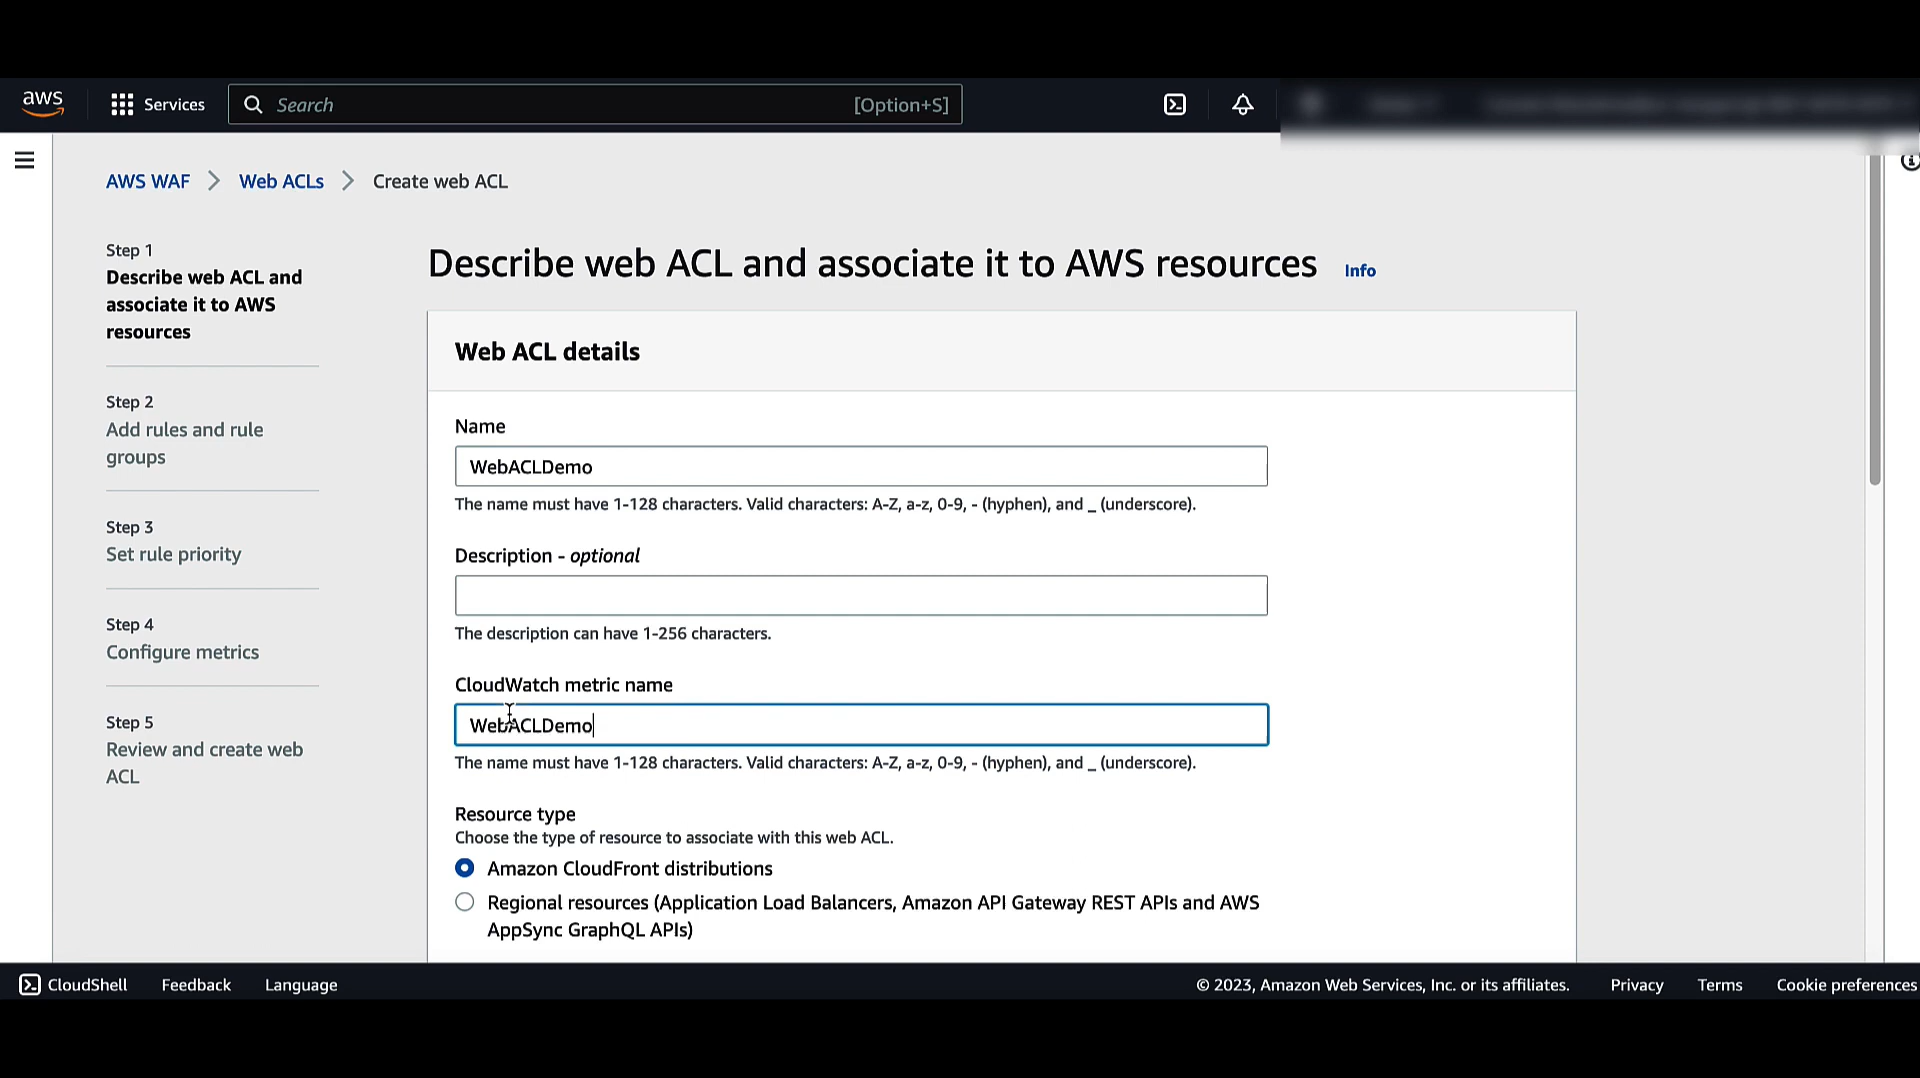 aws
Services
Search
[Option+S]
AWS WAF
Web ACLs
Create web ACL
Step 1
Describe web ACL and
associate it to AWS
resources
Step 2
Add rules and rule
groups
Step 3
Set rule priority
Step 4
Configure metrics
Step 5
Review and create web
ACL
Describe web ACL and associate it to AWS resources
Info
Web ACL details
Name
WebACLDemo
The name must have 1-128 characters. Valid characters: A-Z, a-z, 0-9, - (hyphen), and _ (underscore).
Description - optional
The description can have 1-256 characters.
CloudWatch metric name
WebACLDemo
The name must have 1-128 characters. Valid characters: A-Z, a-z, 0-9, - (hyphen), and _ (underscore).
Resource type
Choose the type of resource to associate with this web ACL.
Amazon CloudFront distributions
Regional resources (Application Load Balancers, Amazon API Gateway REST APIs and AWS
AppSync GraphQL APIs)
CloudShell
Feedback
Language
© 2023, Amazon Web Services, Inc. or its affiliates.
Privacy
Terms
Cookie preferences